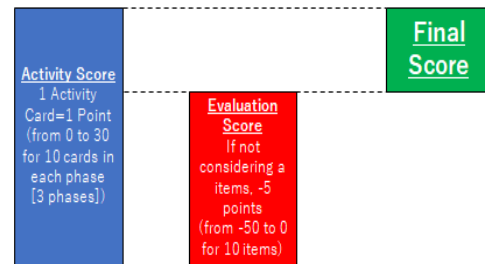 Activity Score
1 Activity
Card=1 Point
(from 0 to 30
for 10 cards in
each phase
[3 phases])
Evaluation
Score
If not
considering a
items, -5
points
(from -50 to 0
for 10 items)
Final
Score